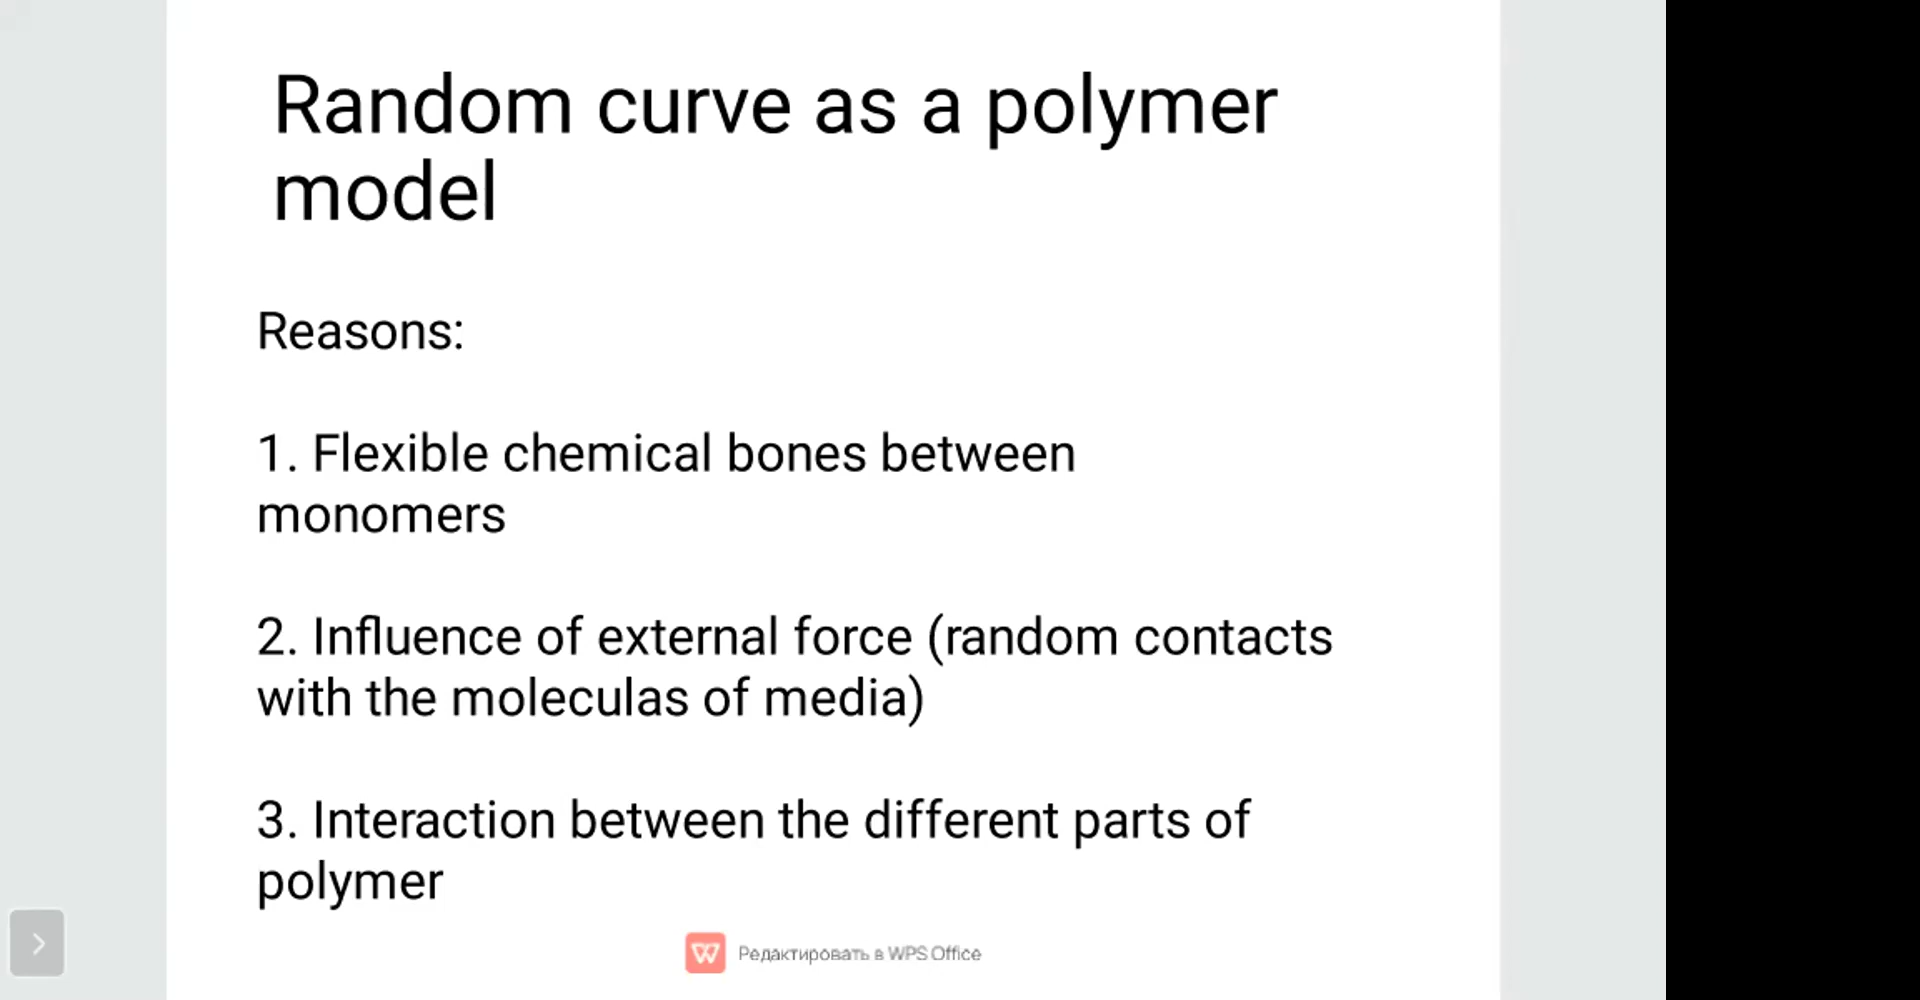 Random curve as a polymer
model
Reasons:
1. Flexible chemical bones between
monomers
2. Influence of external force (random contacts
with the moleculas of media)
3. Interaction between the different parts of
polymer
Редактировать в WPS Office